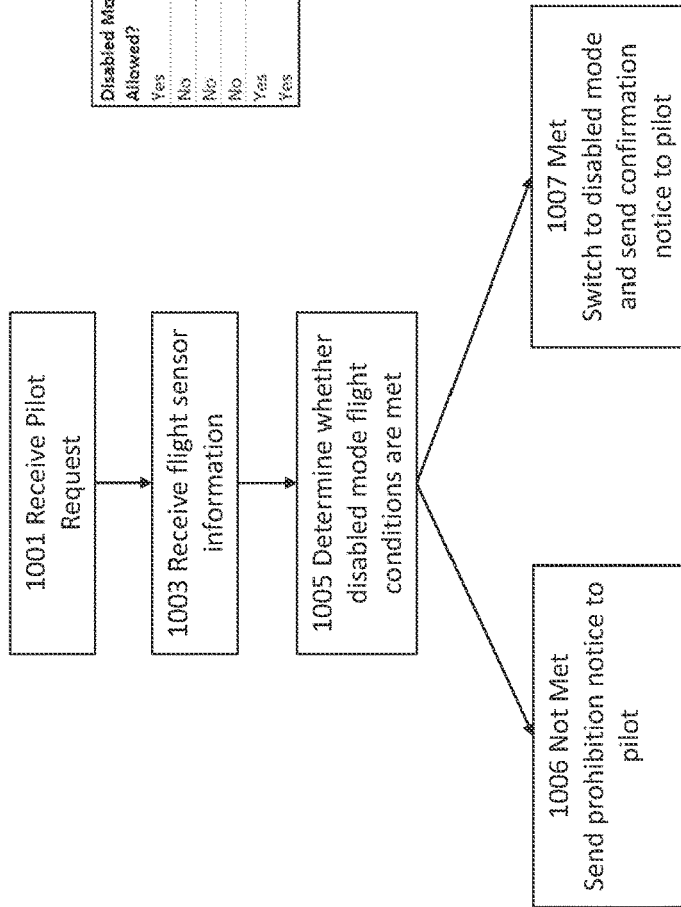 1001 Receive Pilot
Request
1003 Receive flight sensor
information
1005 Determine whether
disabled mode flight
conditions are met
1006 Not Met
Send prohibition notice to
pilot
1007 Met
Switch to disabled mode
and send confirmation
notice to pilot
Disabled
Allowed?
Yes
No
No
No
Yes
Yes